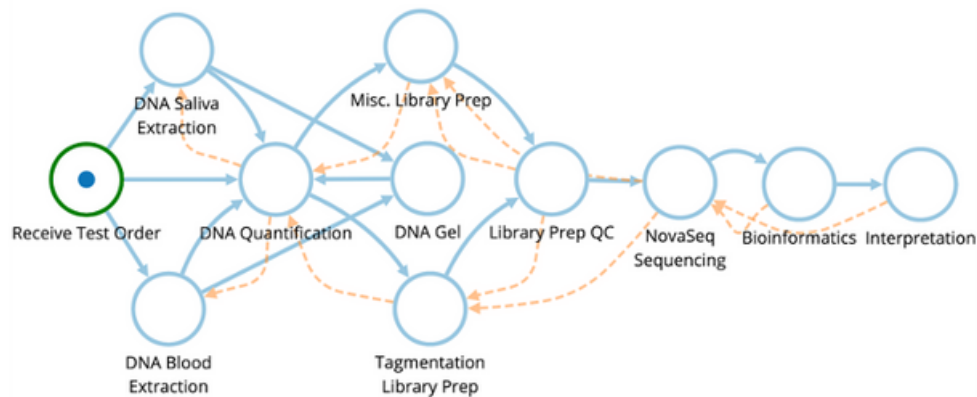 DNA Saliva
Extraction
Misc. Library Prep
Receive Test Order
DNA Quantification
DNA Gel
Library Prep QC
NovaSeq
Sequencing
Bioinformatics
Interpretation
DNA Blood
Extraction
Tagmentation
Library Prep